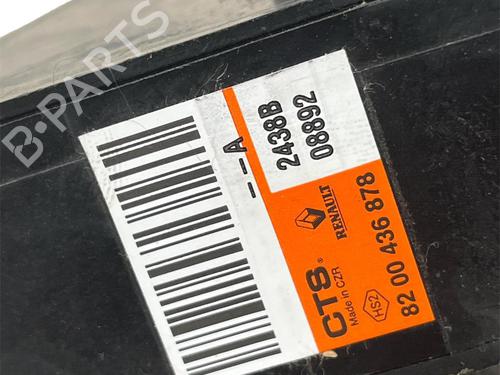 B-PARTS
--A
2438B
08892
RENAULT
CTS®
Made in CZR
HS2
82 00 436 878